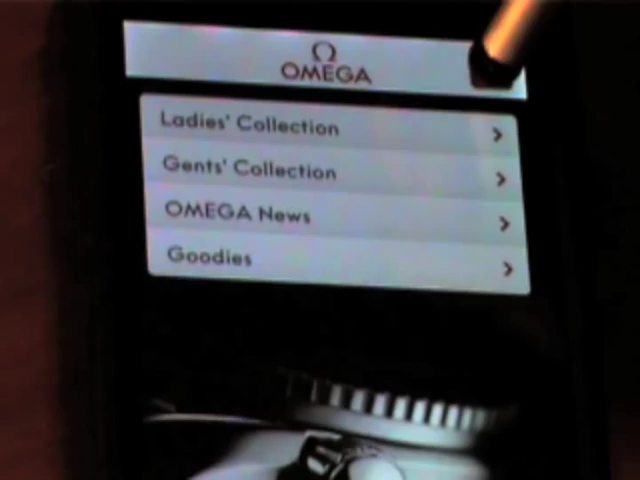 Ω
OMEGA
Ladies' Collection
Gents' Collection
OMEGA News
Goodies